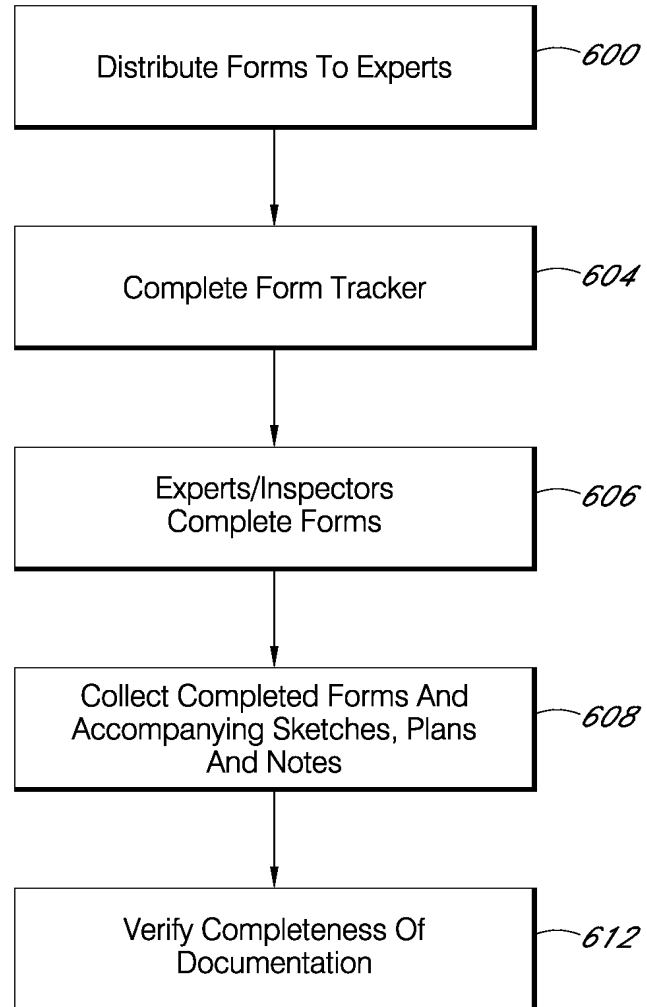 Distribute Forms To Experts
600
Complete Form Tracker
604
Experts/Inspectors
Complete Forms
606
Collect Completed Forms And
Accompanying Sketches, Plans
And Notes
608
Verify Completeness Of
Documentation
612